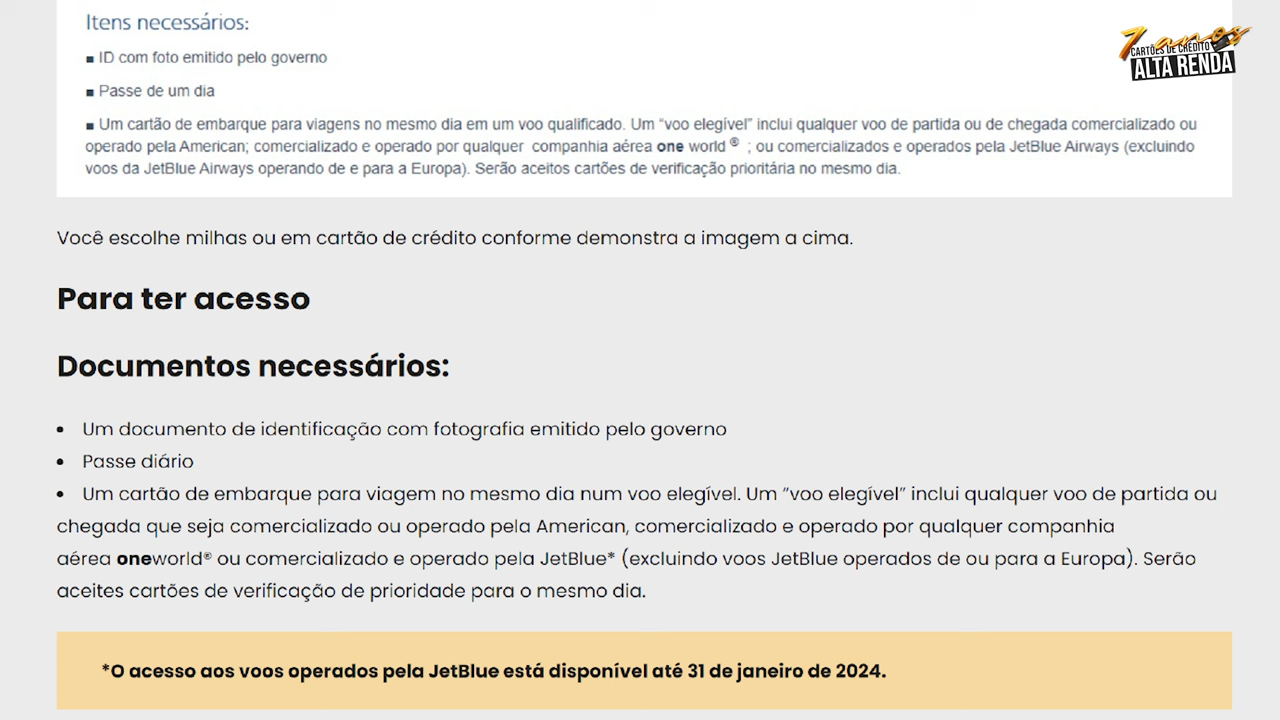 Itens necessários:
7 anos
CARTÕES DE CRÉDITO
ALTA RENDA
▪ ID com foto emitido pelo governo
▪ Passe de um dia
▪ Um cartão de embarque para viagens no mesmo dia em um voo qualificado. Um “voo elegível” inclui qualquer voo de partida ou de chegada comercializado ou
operado pela American; comercializado e operado por qualquer companhia aérea one world ® ; ou comercializados e operados pela JetBlue Airways (excluindo
voos da JetBlue Airways operando de e para a Europa). Serão aceitos cartões de verificação prioritária no mesmo dia.
Você escolhe milhas ou em cartão de crédito conforme demonstra a imagem a cima.
Para ter acesso
Documentos necessários:
• Um documento de identificação com fotografia emitido pelo governo
• Passe diário
• Um cartão de embarque para viagem no mesmo dia num voo elegível. Um “voo elegível” inclui qualquer voo de partida ou
chegada que seja comercializado ou operado pela American, comercializado e operado por qualquer companhia
aérea oneworld® ou comercializado e operado pela JetBlue* (excluindo voos JetBlue operados de ou para a Europa). Serão
aceites cartões de verificação de prioridade para o mesmo dia.
*O acesso aos voos operados pela JetBlue está disponível até 31 de janeiro de 2024.